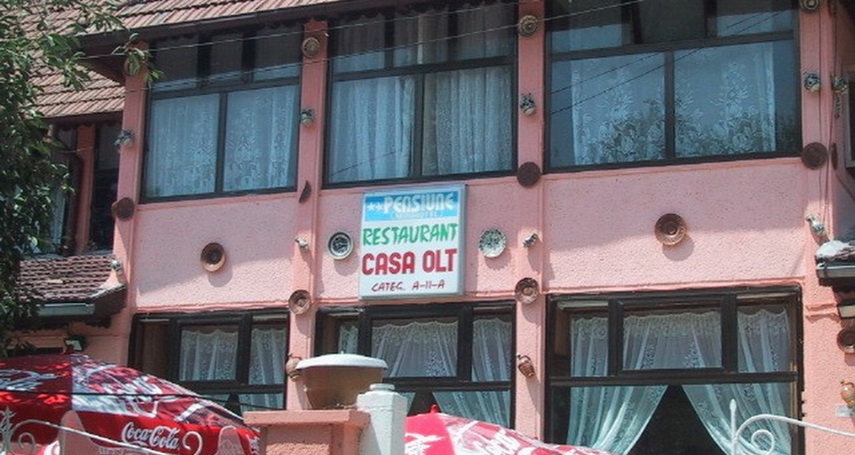 ★★ PENSIUNE
RESTAURANT
CASA OLT
CATEG. A-II-A
Coca-Cola